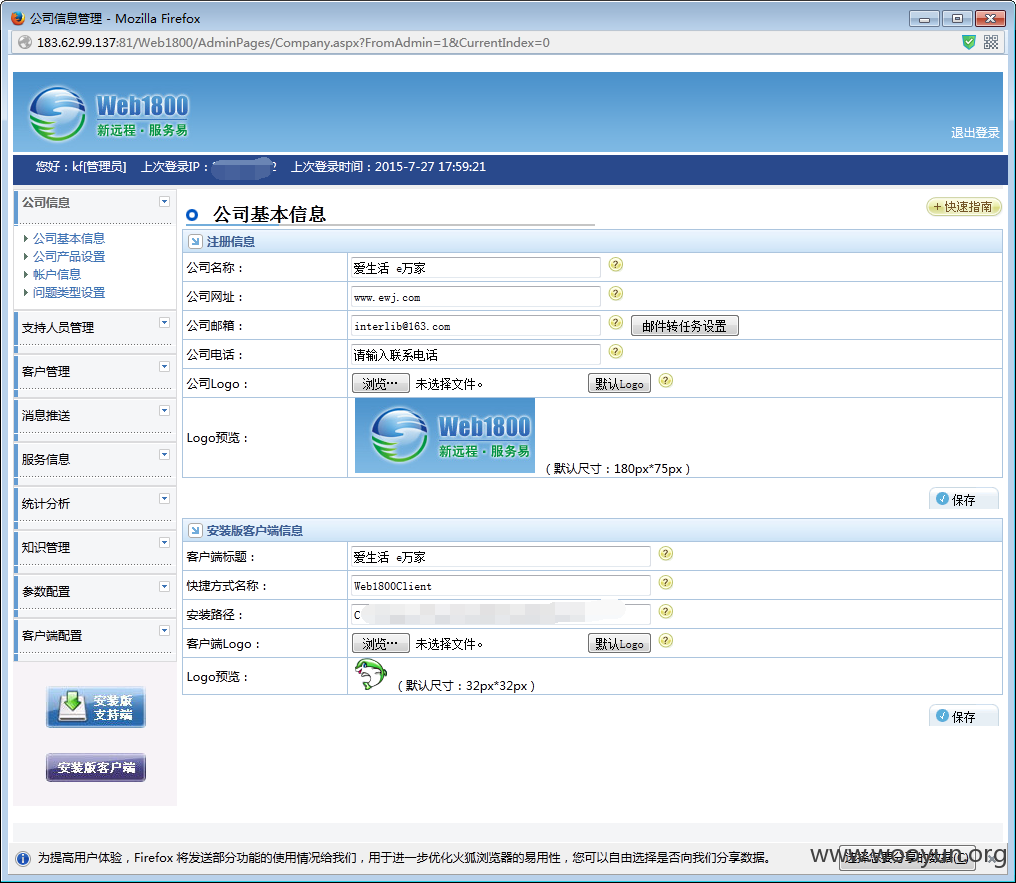 公司信息管理 - Mozilla Firefox
183.62.99.137:81/Web1800/AdminPages/Company.aspx?FromAdmin=1&CurrentIndex=0
Web1800
新远程·服务易
退出登录
您好：kf[管理员] 上次登录IP： 2 上次登录时间：2015-7-27 17:59:21
公司信息
公司基本信息
公司产品设置
帐户信息
问题类型设置
支持人员管理
客户管理
消息推送
服务信息
统计分析
知识管理
参数配置
客户端配置
安装版
支持端
安装版客户端
公司基本信息
+快速指南
注册信息
公司名称： 爱生活 e万家
公司网址： www.ewj.com
公司邮箱： interlib@163.com 邮件转任务设置
公司电话： 请输入联系电话
公司Logo： 浏览… 未选择文件。 默认Logo
Logo预览： Web1800
新远程·服务易
（默认尺寸：180px*75px）
保存
安装版客户端信息
客户端标题： 爱生活 e万家
快捷方式名称： Web1800Client
安装路径： C
客户端Logo： 浏览… 未选择文件。 默认Logo
Logo预览： （默认尺寸：32px*32px）
保存
为提高用户体验，Firefox 将发送部分功能的使用情况给我们，用于进一步优化火狐浏览器的易用性，您可以自由选择是否向我们分享数据。
选择您要分享的数据(C)
www.wooyun.org